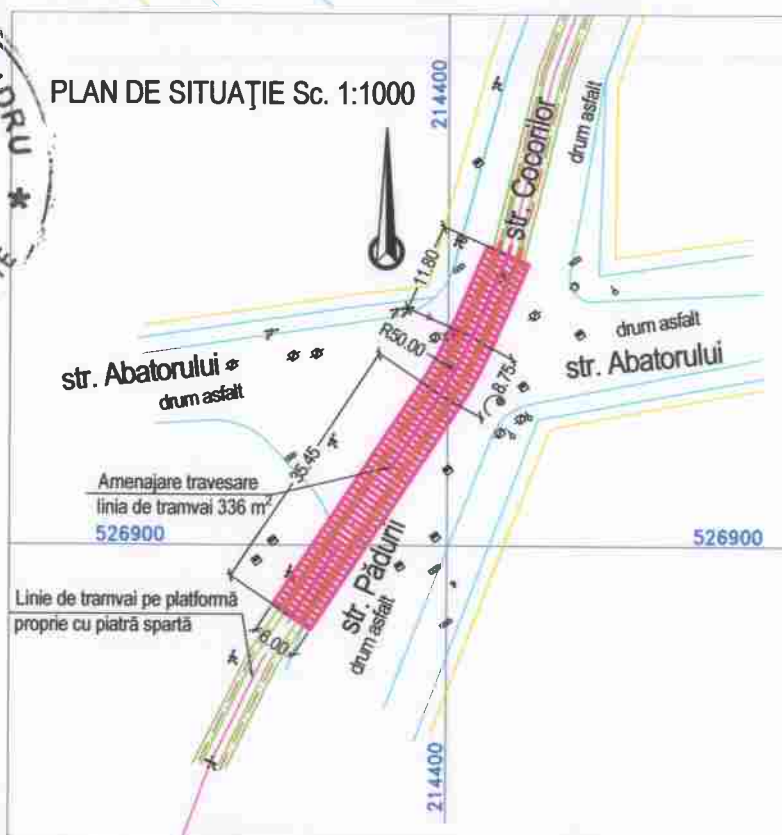 PLAN DE SITUAŢIE Sc. 1:1000
214400
str. Cocorilor
drum asfalt
11.80
R50.00
str. Abatorului
drum asfalt
drum asfalt
str. Abatorului
8.75
35.45
Amenajare travesare
linia de tramvai 336 m²
526900
526900
str. Pădurii
drum asfalt
Linie de tramvai pe platformă
proprie cu piatră spartă
6.00
214400